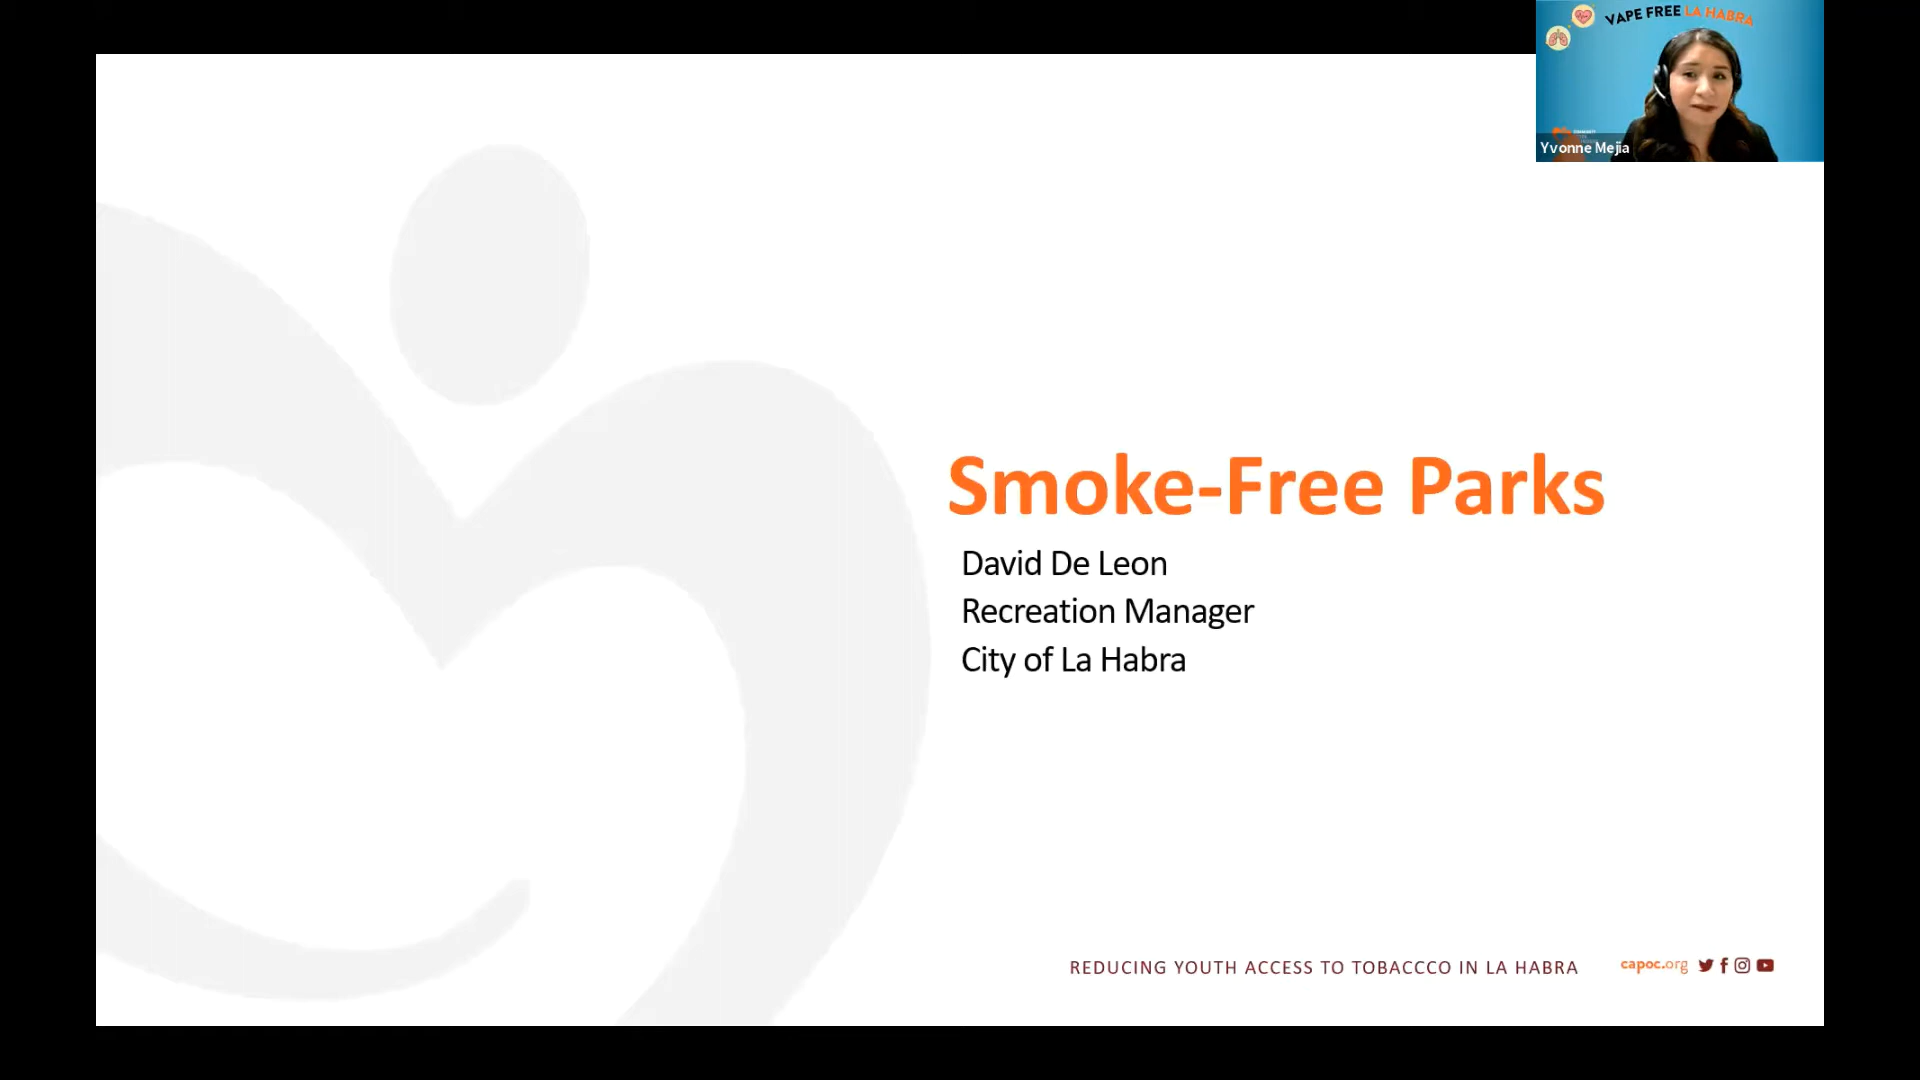 VAPE FREE LA HABRA
Yvonne Mejia
Smoke-Free Parks
David De Leon
Recreation Manager
City of La Habra
REDUCING YOUTH ACCESS TO TOBACCCO IN LA HABRA
capoc.org